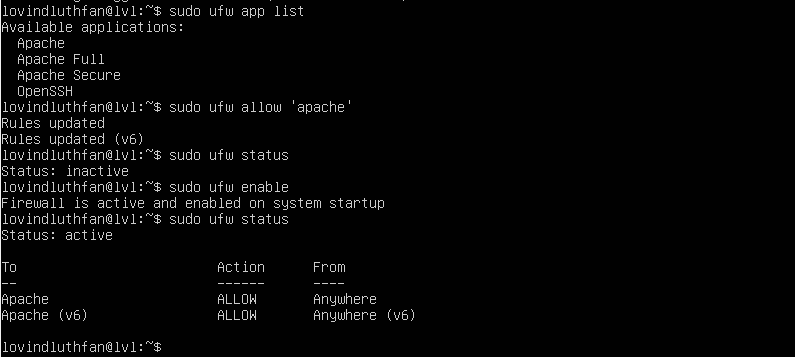 lovindluthfan@lvl:~$ sudo ufw app list
Available applications:
  Apache
  Apache Full
  Apache Secure
  OpenSSH
lovindluthfan@lvl:~$ sudo ufw allow 'apache'
Rules updated
Rules updated (v6)
lovindluthfan@lvl:~$ sudo ufw status
Status: inactive
lovindluthfan@lvl:~$ sudo ufw enable
Firewall is active and enabled on system startup
lovindluthfan@lvl:~$ sudo ufw status
Status: active

To                         Action      From
--                         ------      ----
Apache                     ALLOW       Anywhere
Apache (v6)                ALLOW       Anywhere (v6)

lovindluthfan@lvl:~$